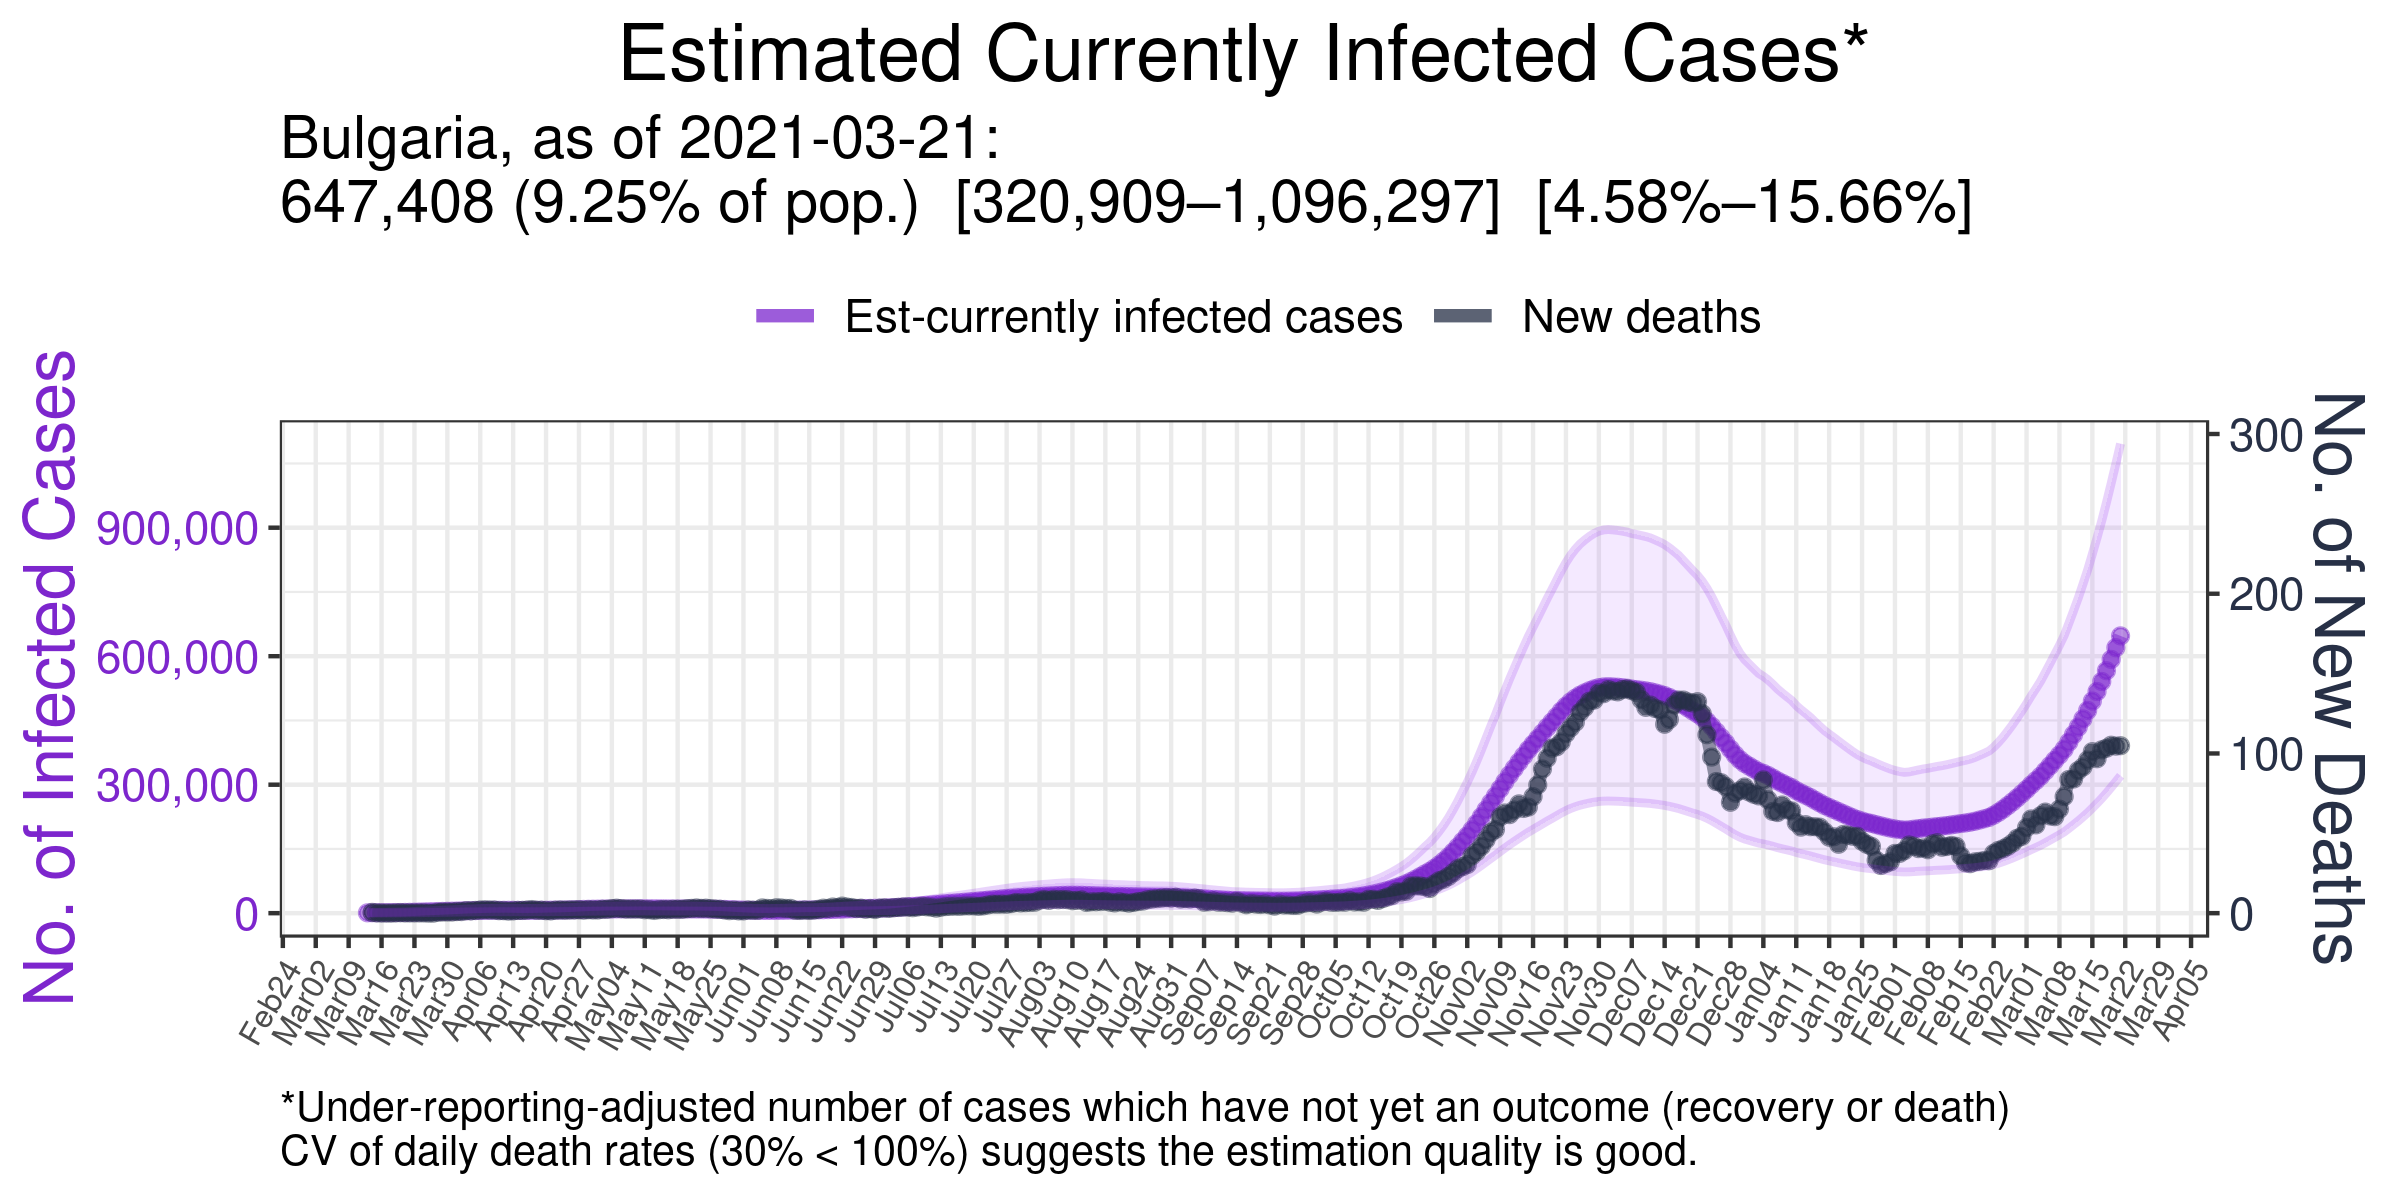 Estimated Currently Infected Cases*
Bulgaria, as of 2021-03-21:
647,408 (9.25% of pop.)  [320,909–1,096,297]  [4.58%–15.66%]
Est-currently infected cases
New deaths
No. of Infected Cases
900,000
600,000
300,000
0
300
200
100
0
No. of New Deaths
Feb24
Mar02
Mar09
Mar16
Mar23
Mar30
Apr06
Apr13
Apr20
Apr27
May04
May11
May18
May25
Jun01
Jun08
Jun15
Jun22
Jun29
Jul06
Jul13
Jul20
Jul27
Aug03
Aug10
Aug17
Aug24
Aug31
Sep07
Sep14
Sep21
Sep28
Oct05
Oct12
Oct19
Oct26
Nov02
Nov09
Nov16
Nov23
Nov30
Dec07
Dec14
Dec21
Dec28
Jan04
Jan11
Jan18
Jan25
Feb01
Feb08
Feb15
Feb22
Mar01
Mar08
Mar15
Mar22
Mar29
Apr05
*Under-reporting-adjusted number of cases which have not yet an outcome (recovery or death)
CV of daily death rates (30% < 100%) suggests the estimation quality is good.